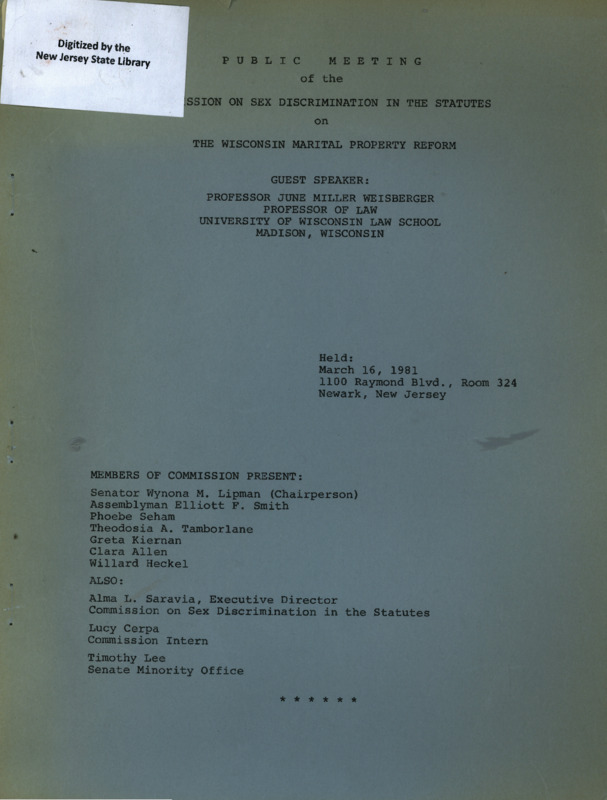 Digitized by the
New Jersey State Library
P U B L I C   M E E T I N G
of the
SSION ON SEX DISCRIMINATION IN THE STATUTES
on
THE WISCONSIN MARITAL PROPERTY REFORM
GUEST SPEAKER:
PROFESSOR JUNE MILLER WEISBERGER
PROFESSOR OF LAW
UNIVERSITY OF WISCONSIN LAW SCHOOL
MADISON, WISCONSIN
Held:
March 16, 1981
1100 Raymond Blvd., Room 324
Newark, New Jersey
MEMBERS OF COMMISSION PRESENT:
Senator Wynona M. Lipman (Chairperson)
Assemblyman Elliott F. Smith
Phoebe Seham
Theodosia A. Tamborlane
Greta Kiernan
Clara Allen
Willard Heckel
ALSO:
Alma L. Saravia, Executive Director
Commission on Sex Discrimination in the Statutes
Lucy Cerpa
Commission Intern
Timothy Lee
Senate Minority Office
* * * * * *